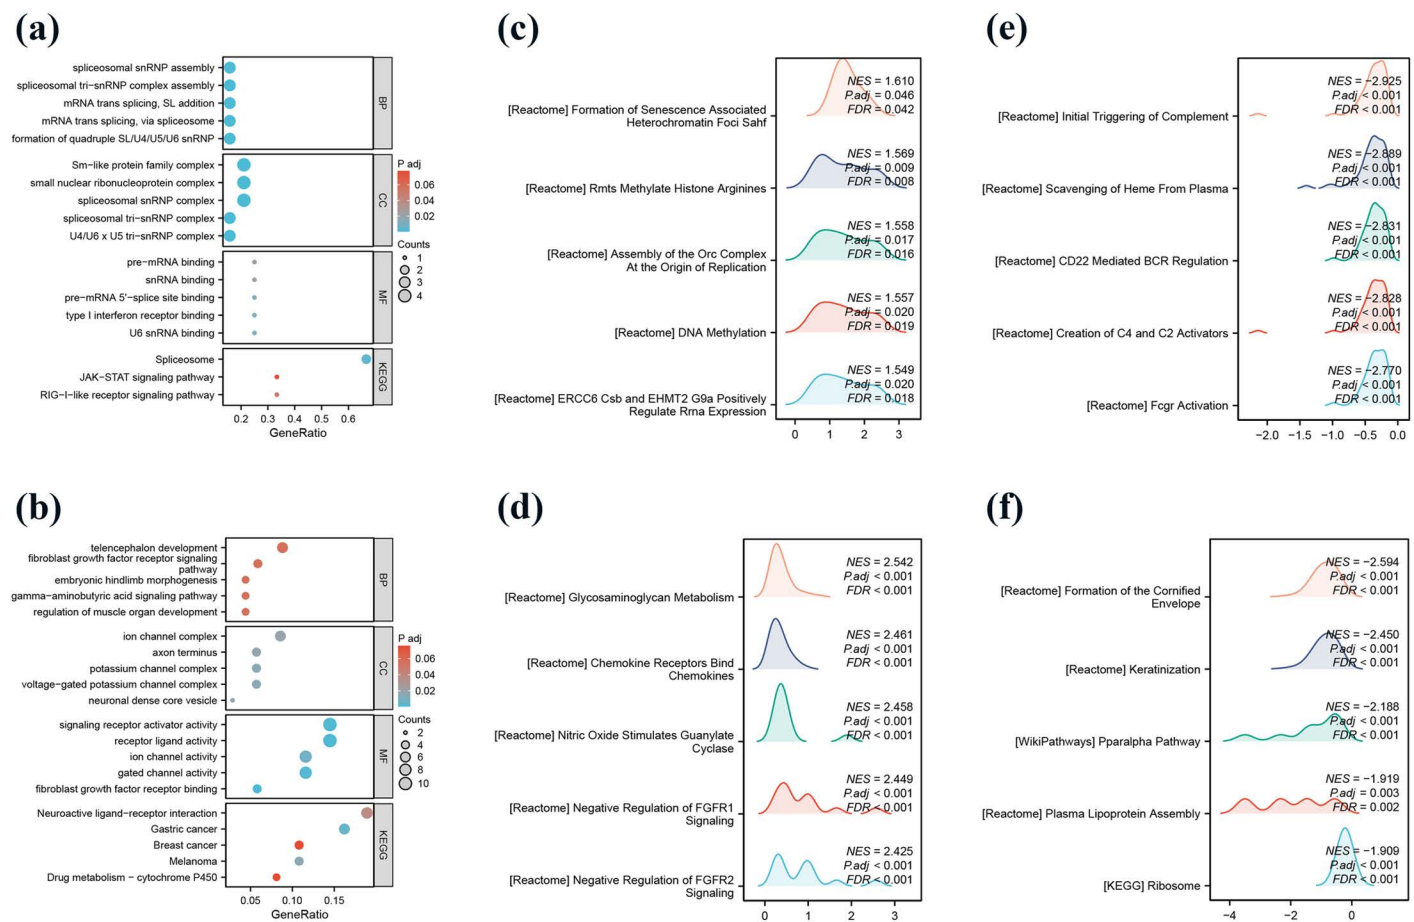 (a)
spliceosomal snRNP assembly
spliceosomal tri−snRNP complex assembly
mRNA trans splicing, SL addition
mRNA trans splicing, via spliceosome
formation of quadruple SL/U4/U5/U6 snRNP
BP
Sm−like protein family complex
small nuclear ribonucleoprotein complex
spliceosomal snRNP complex
spliceosomal tri−snRNP complex
U4/U6 x U5 tri−snRNP complex
CC
pre−mRNA binding
snRNA binding
pre−mRNA 5'−splice site binding
type I interferon receptor binding
U6 snRNA binding
MF
Spliceosome
JAK−STAT signaling pathway
RIG−I−like receptor signaling pathway
KEGG
0.2 0.3 0.4 0.5 0.6
GeneRatio
P adj
0.06
0.04
0.02
Counts
1
2
3
4
(c)
[Reactome] Formation of Senescence Associated
Heterochromatin Foci Sahf
NES = 1.610
P.adj = 0.046
FDR = 0.042
[Reactome] Rmts Methylate Histone Arginines
NES = 1.569
P.adj = 0.009
FDR = 0.008
[Reactome] Assembly of the Orc Complex
At the Origin of Replication
NES = 1.558
P.adj = 0.017
FDR = 0.016
[Reactome] DNA Methylation
NES = 1.557
P.adj = 0.020
FDR = 0.019
[Reactome] ERCC6 Csb and EHMT2 G9a Positively
Regulate Rrna Expression
NES = 1.549
P.adj = 0.020
FDR = 0.018
0 1 2 3
(e)
[Reactome] Initial Triggering of Complement
NES = −2.925
P.adj < 0.001
FDR < 0.001
[Reactome] Scavenging of Heme From Plasma
NES = −2.889
P.adj < 0.001
FDR < 0.001
[Reactome] CD22 Mediated BCR Regulation
NES = −2.831
P.adj < 0.001
FDR < 0.001
[Reactome] Creation of C4 and C2 Activators
NES = −2.828
P.adj < 0.001
FDR < 0.001
[Reactome] Fcgr Activation
NES = −2.770
P.adj < 0.001
FDR < 0.001
−2.0 −1.5 −1.0 −0.5 0.0
(b)
telencephalon development
fibroblast growth factor receptor signaling
pathway
embryonic hindlimb morphogenesis
gamma−aminobutyric acid signaling pathway
regulation of muscle organ development
BP
ion channel complex
axon terminus
potassium channel complex
voltage−gated potassium channel complex
neuronal dense core vesicle
CC
signaling receptor activator activity
receptor ligand activity
ion channel activity
gated channel activity
fibroblast growth factor receptor binding
MF
Neuroactive ligand−receptor interaction
Gastric cancer
Breast cancer
Melanoma
Drug metabolism − cytochrome P450
KEGG
0.05 0.10 0.15
GeneRatio
P adj
0.06
0.04
0.02
Counts
2
4
6
8
10
(d)
[Reactome] Glycosaminoglycan Metabolism
NES = 2.542
P.adj < 0.001
FDR < 0.001
[Reactome] Chemokine Receptors Bind
Chemokines
NES = 2.461
P.adj < 0.001
FDR < 0.001
[Reactome] Nitric Oxide Stimulates Guanylate
Cyclase
NES = 2.458
P.adj < 0.001
FDR < 0.001
[Reactome] Negative Regulation of FGFR1
Signaling
NES = 2.449
P.adj < 0.001
FDR < 0.001
[Reactome] Negative Regulation of FGFR2
Signaling
NES = 2.425
P.adj < 0.001
FDR < 0.001
0 1 2 3
(f)
[Reactome] Formation of the Cornified
Envelope
NES = −2.594
P.adj < 0.001
FDR < 0.001
[Reactome] Keratinization
NES = −2.450
P.adj < 0.001
FDR < 0.001
[WikiPathways] Pparalpha Pathway
NES = −2.188
P.adj < 0.001
FDR < 0.001
[Reactome] Plasma Lipoprotein Assembly
NES = −1.919
P.adj = 0.003
FDR = 0.002
[KEGG] Ribosome
NES = −1.909
P.adj < 0.001
FDR < 0.001
−4 −2 0